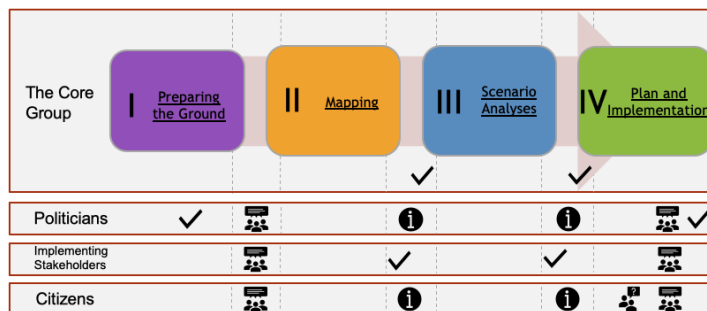 The Core
Group
I
Preparing
the Ground
II
Mapping
III
Scenario
Analyses
IV
Plan and
Implementation
Politicians
Implementing
Stakeholders
Citizens